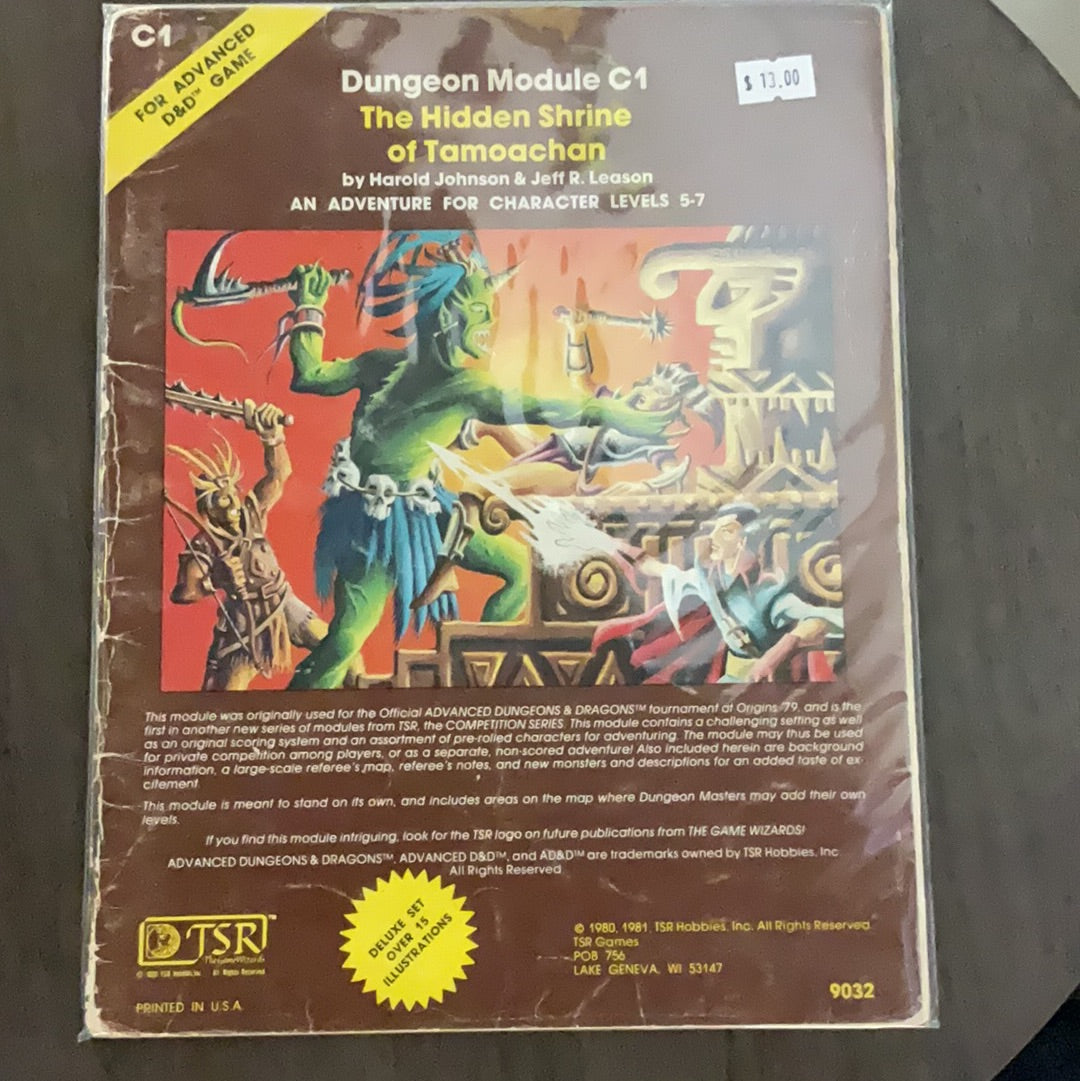 C1
FOR ADVANCED
D&D™ GAME
Dungeon Module C1
$ 13.00
The Hidden Shrine
of Tamoachan
by Harold Johnson & Jeff R. Leason
AN ADVENTURE FOR CHARACTER LEVELS 5-7
This module was originally used for the Official ADVANCED DUNGEONS & DRAGONS™ tournament at Origins '79, and is the
first in another new series of modules from TSR, the COMPETITION SERIES. This module contains a challenging setting as well
as an original scoring system and an assortment of pre-rolled characters for adventuring. The module may thus be used
for private competition among players, or as a separate, non-scored adventure! Also included herein are background
information, a large-scale referee's map, referee's notes, and new monsters and descriptions for an added taste of ex-
citement.
This module is meant to stand on its own, and includes areas on the map where Dungeon Masters may add their own
levels.
If you find this module intriguing, look for the TSR logo on future publications from THE GAME WIZARDS!
ADVANCED DUNGEONS & DRAGONS™, ADVANCED D&D™, and AD&D™ are trademarks owned by TSR Hobbies, Inc.
All Rights Reserved
TSR™
The Game Wizards
© 1980 TSR Hobbies, Inc. All Rights Reserved
PRINTED IN U.S.A.
DELUXE SET
OVER 15
ILLUSTRATIONS
© 1980, 1981 TSR Hobbies, Inc. All Rights Reserved.
TSR Games
POB 756
LAKE GENEVA, WI 53147
9032